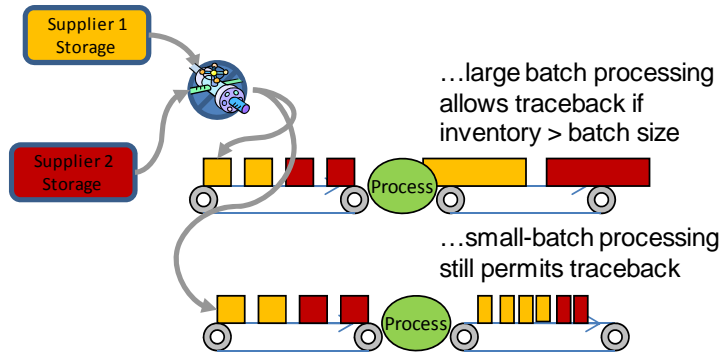 Supplier 1
Storage
Supplier 2
Storage
…large batch processing
allows traceback if
inventory > batch size
Process
…small-batch processing
still permits traceback
Process